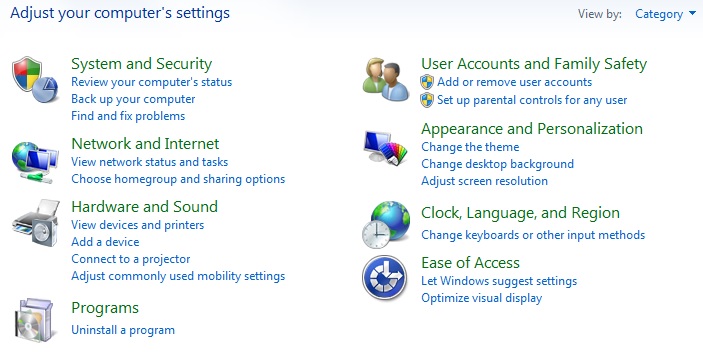 Adjust your computer's settings
View by: Category
System and Security
Review your computer's status
Back up your computer
Find and fix problems
Network and Internet
View network status and tasks
Choose homegroup and sharing options
Hardware and Sound
View devices and printers
Add a device
Connect to a projector
Adjust commonly used mobility settings
Programs
Uninstall a program
User Accounts and Family Safety
Add or remove user accounts
Set up parental controls for any user
Appearance and Personalization
Change the theme
Change desktop background
Adjust screen resolution
Clock, Language, and Region
Change keyboards or other input methods
Ease of Access
Let Windows suggest settings
Optimize visual display